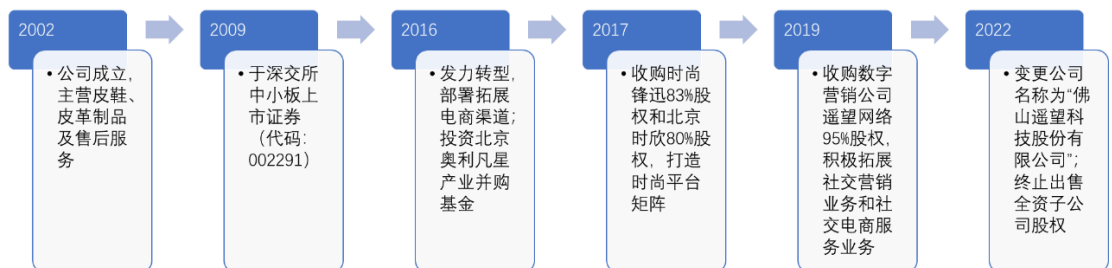 2002
• 公司成立，
主营皮鞋、
皮革制品
及售后服
务
2009
• 于深交所
中小板上
市证券
（代码：
002291）
2016
• 发力转型，
部署拓展
电商渠道；
投资北京
奥利凡星
产业并购
基金
2017
• 收购时尚
锋迅83%股
权和北京
时欣80%股
权，打造
时尚平台
矩阵
2019
• 收购数字
营销公司
遥望网络
95%股权，
积极拓展
社交营销
业务和社
交电商服
务业务
2022
• 变更公司
名称为“佛
山遥望科
技股份有
限公司”；
终止出售
全资子公
司股权